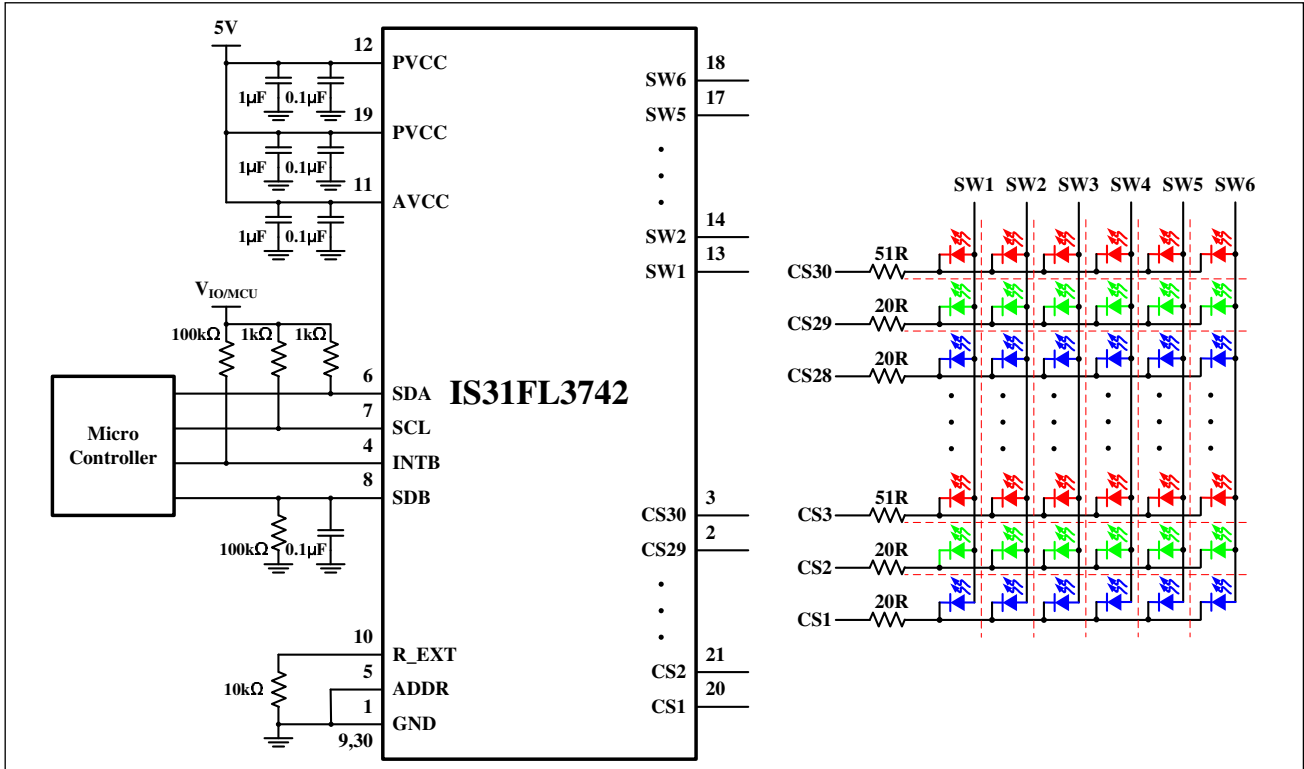 5V
12
PVCC
1μF 0.1μF
19
PVCC
1μF 0.1μF
11
AVCC
1μF 0.1μF
VIO/MCU
100kΩ 1kΩ 1kΩ
Micro
Controller
6
SDA
7
SCL
4
INTB
8
SDB
100kΩ 0.1μF
10
R_EXT
5
ADDR
10kΩ
1
GND
9,30
IS31FL3742
18
SW6
17
SW5
14
SW2
13
SW1
3
CS30
2
CS29
21
CS2
20
CS1
SW1 SW2 SW3 SW4 SW5 SW6
51R
CS30
20R
CS29
20R
CS28
51R
CS3
20R
CS2
20R
CS1